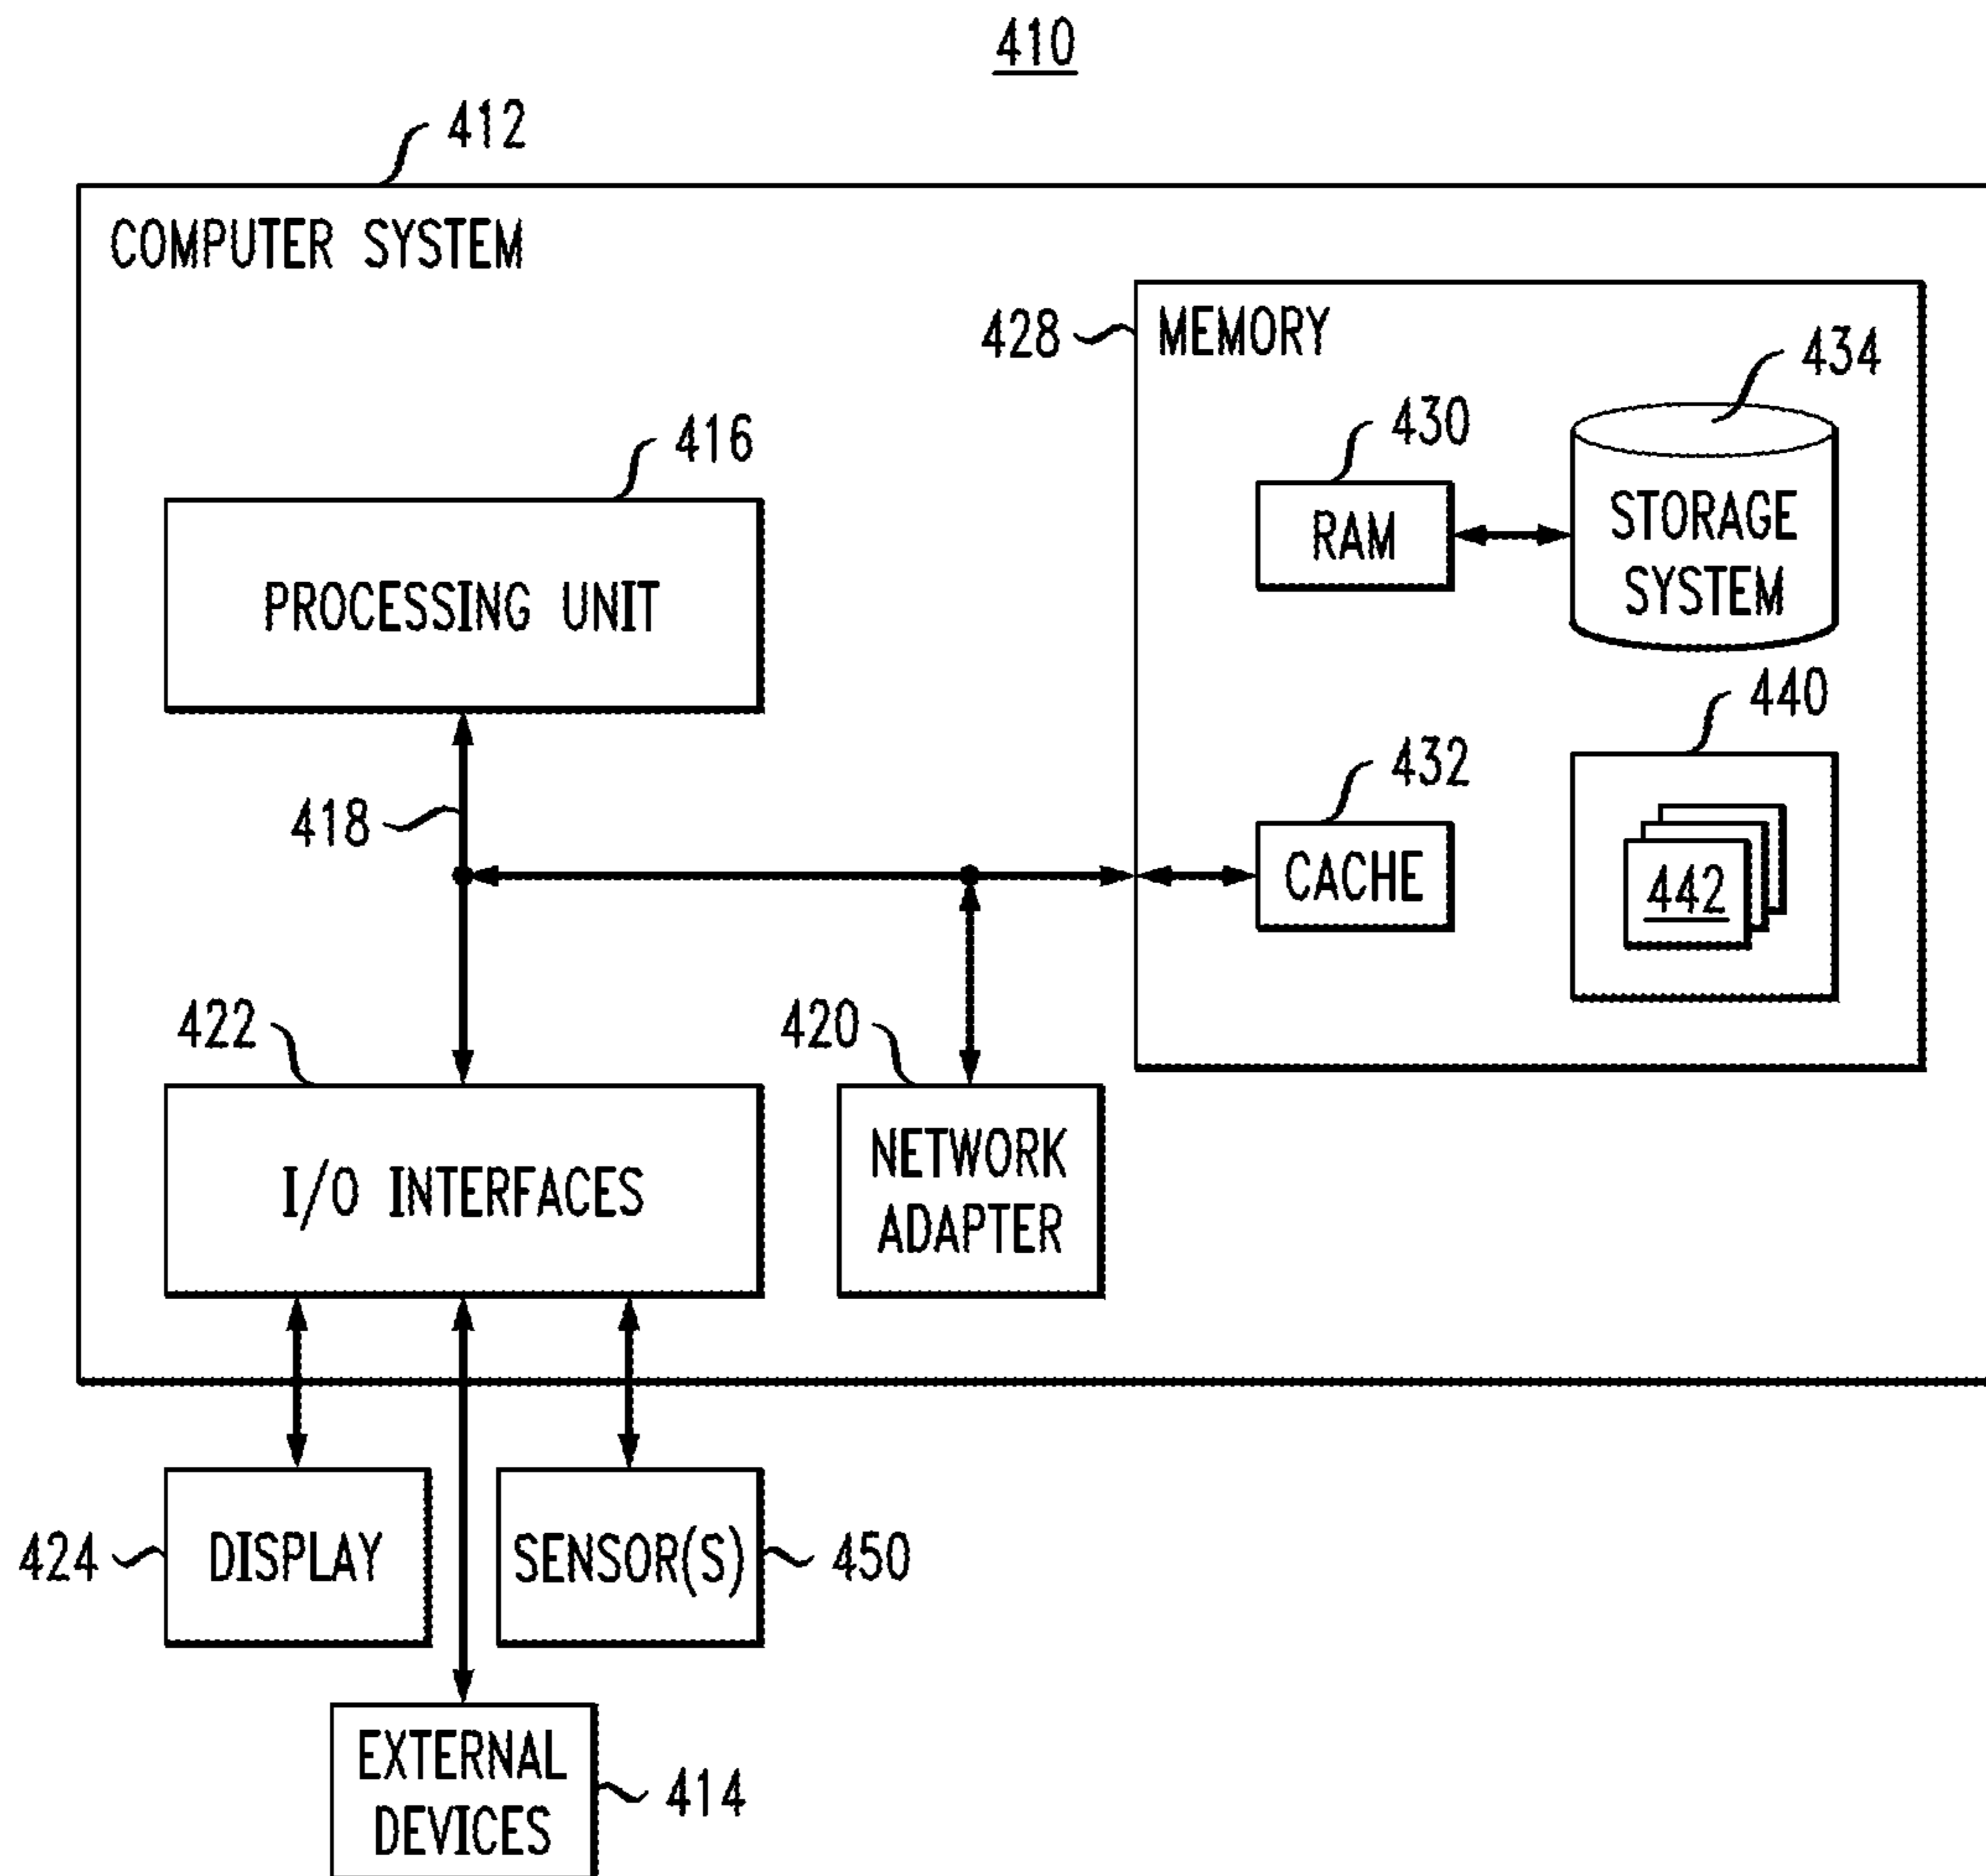 410
412
COMPUTER SYSTEM
428
MEMORY
434
430
416
RAM
STORAGE
SYSTEM
PROCESSING UNIT
440
432
418
CACHE
442
422
420
I/O INTERFACES
NETWORK
ADAPTER
424
DISPLAY
SENSOR(S)
450
EXTERNAL
DEVICES
414